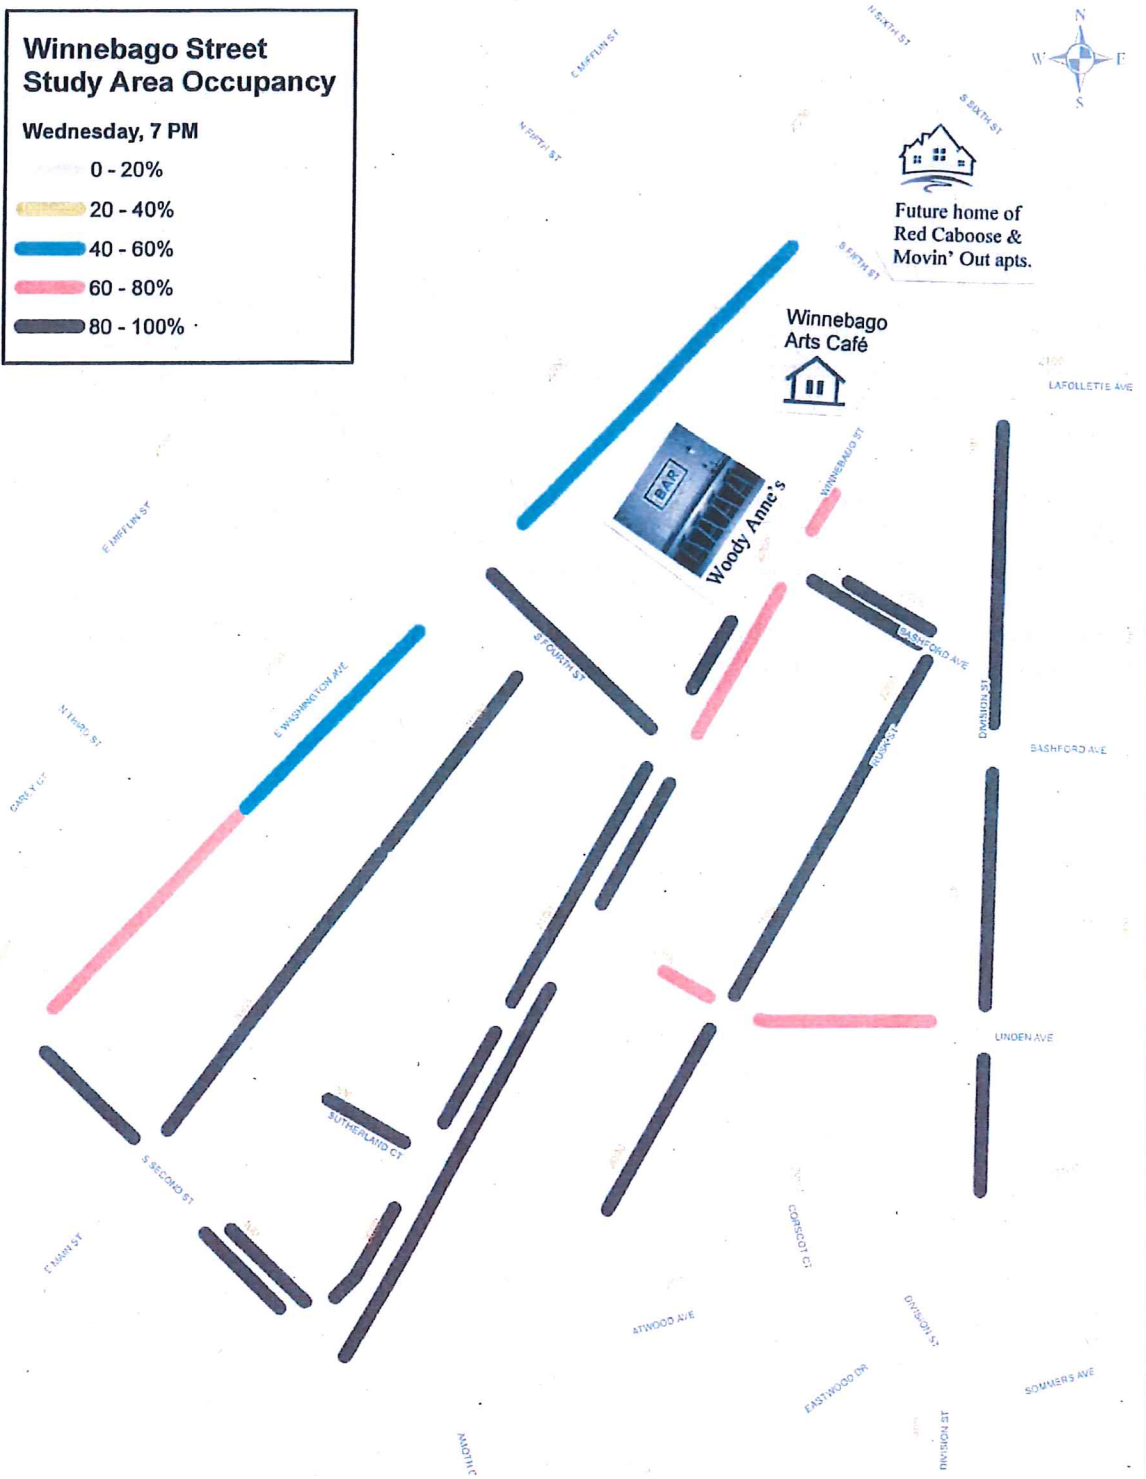 Winnebago Street
Study Area Occupancy
Wednesday, 7 PM
0 - 20%
20 - 40%
40 - 60%
60 - 80%
80 - 100%
N SIXTH ST
E MIFFLIN ST
N
W
E
S
S SIXTH ST
N FIFTH ST
Future home of
Red Caboose &
Movin' Out apts.
S FIFTH ST
Winnebago
Arts Café
LAFOLLETTE AVE
WINNEBAGO ST
BAR
Woody Anne's
E MIFFLIN ST
S FOURTH ST
BASHFORD AVE
E WASHINGTON AVE
N THIRD ST
DIVISION ST
RUSK ST
BASHFORD AVE
GAREY CT
LINDEN AVE
SUTHERLAND CT
S SECOND ST
CORSCOT CT
E MAIN ST
ATWOOD AVE
DIVISION ST
EASTWOOD DR
SOMMERS AVE
DIVISION ST